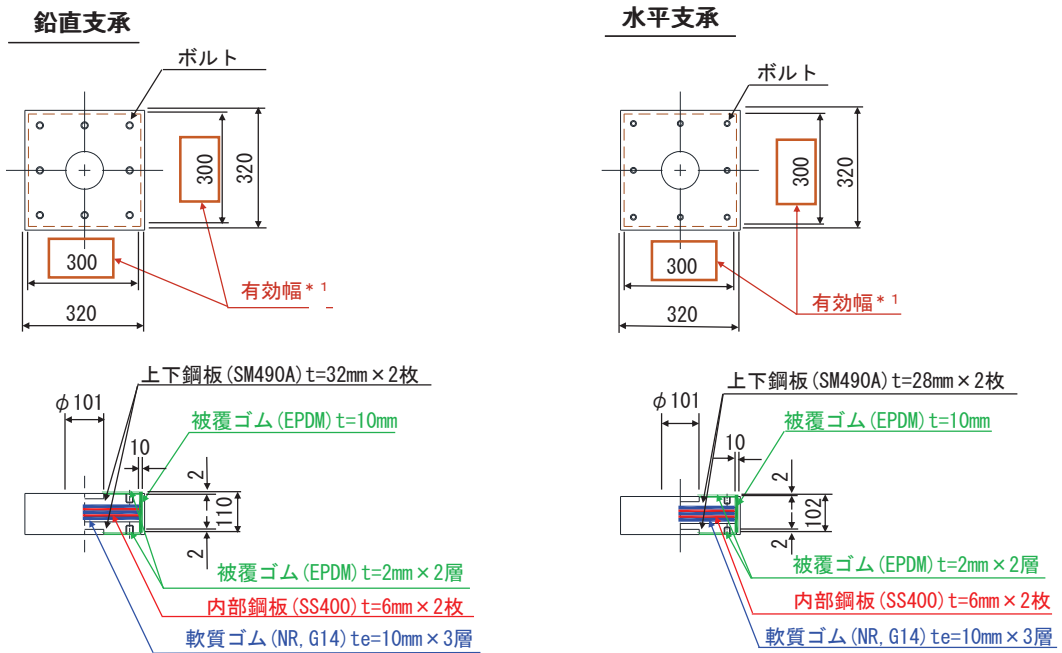 鉛直支承
ボルト
300
320
300
320
有効幅*1
上下鋼板(SM490A)t=32mm×2枚
φ101
被覆ゴム(EPDM)t=10mm
10
2
110
2
被覆ゴム(EPDM)t=2mm×2層
内部鋼板(SS400)t=6mm×2枚
軟質ゴム(NR,G14)te=10mm×3層
水平支承
ボルト
300
320
300
320
有効幅*1
上下鋼板(SM490A)t=28mm×2枚
φ101
被覆ゴム(EPDM)t=10mm
10
2
102
2
被覆ゴム(EPDM)t=2mm×2層
内部鋼板(SS400)t=6mm×2枚
軟質ゴム(NR,G14)te=10mm×3層